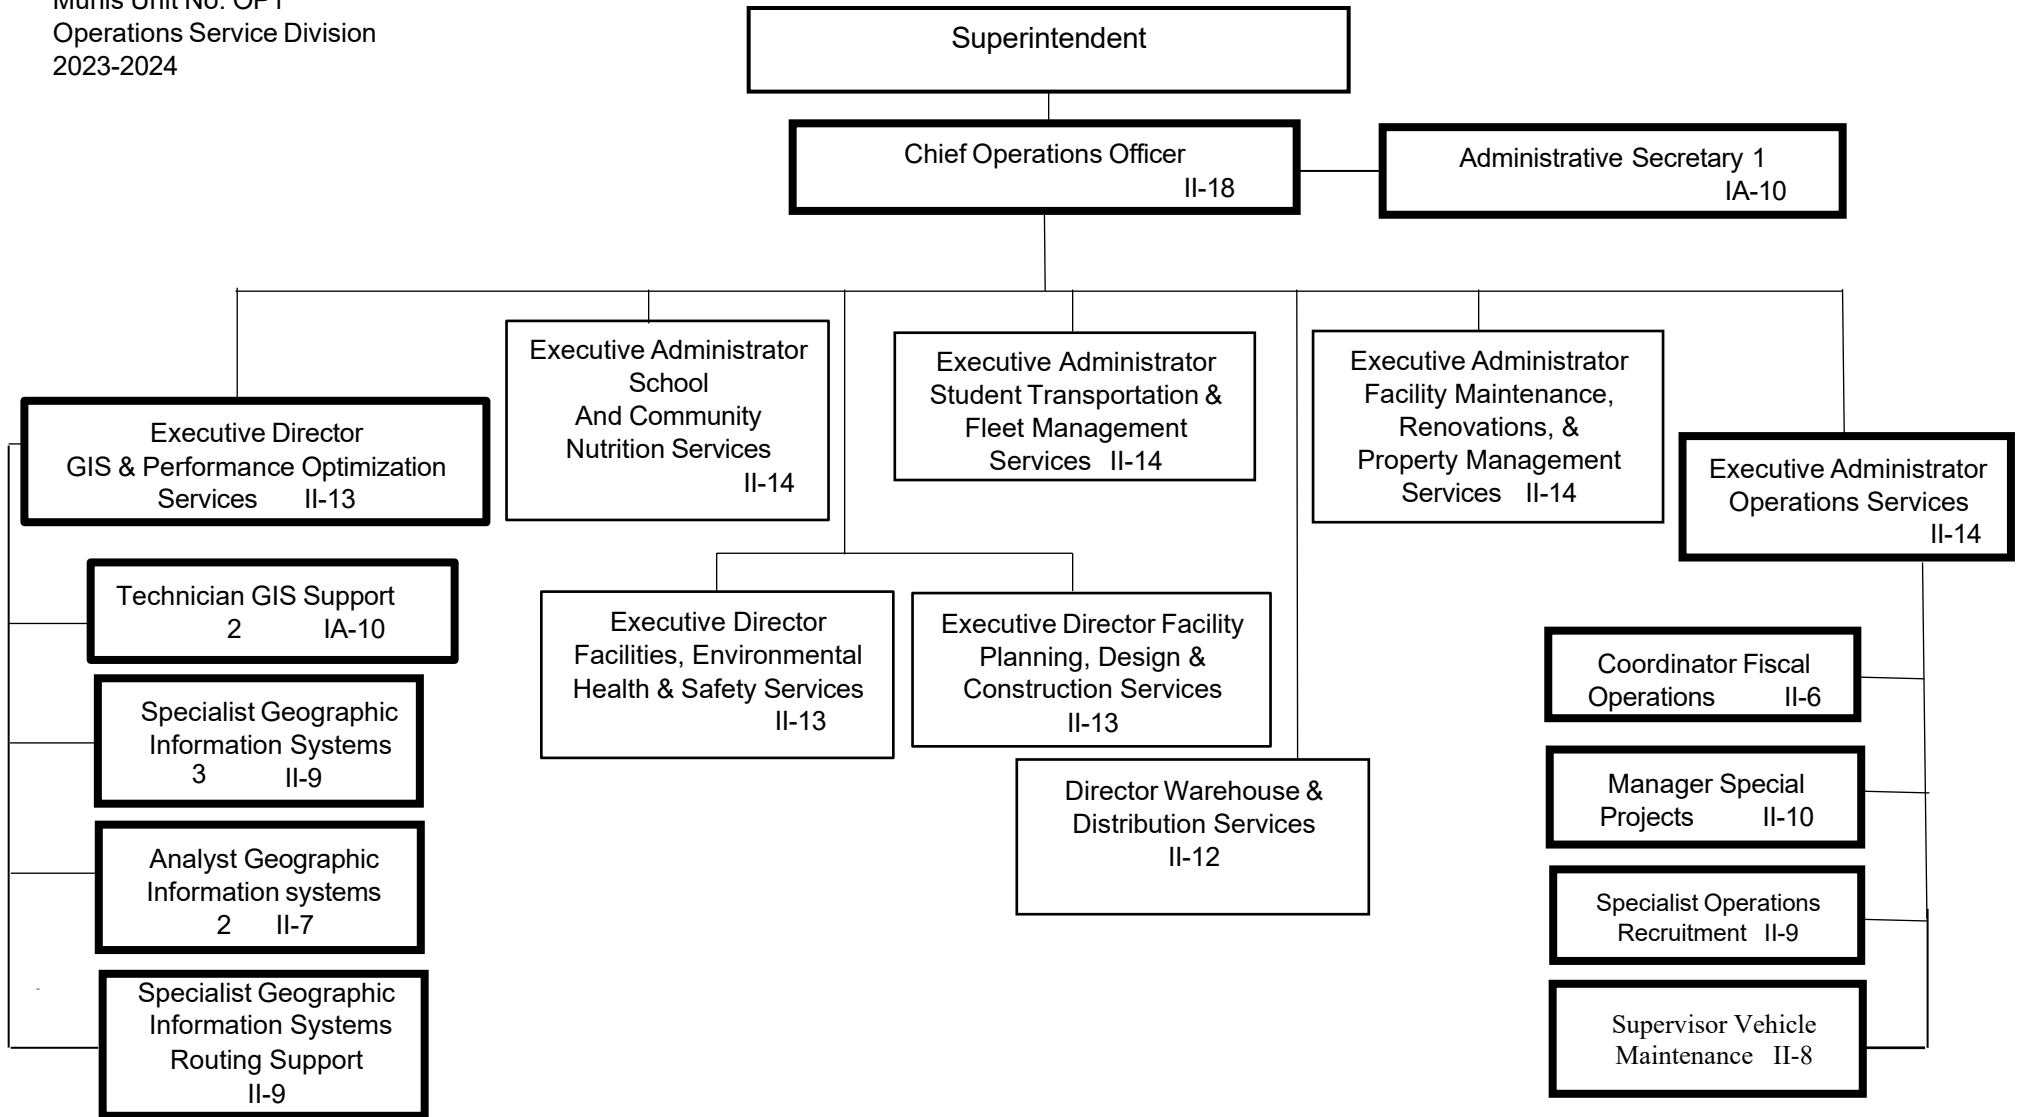 Munis Unit No. OP1
Operations Service Division
2023-2024
Superintendent
Chief Operations Officer
II-18
Administrative Secretary 1
IA-10
Executive Director
GIS & Performance Optimization
Services II-13
Executive Administrator
School
And Community
Nutrition Services
II-14
Executive Administrator
Student Transportation &
Fleet Management
Services II-14
Executive Administrator
Facility Maintenance,
Renovations, &
Property Management
Services II-14
Executive Administrator
Operations Services
II-14
Technician GIS Support
2 IA-10
Specialist Geographic
Information Systems
3 II-9
Analyst Geographic
Information systems
2 II-7
Specialist Geographic
Information Systems
Routing Support
II-9
Executive Director
Facilities, Environmental
Health & Safety Services
II-13
Executive Director Facility
Planning, Design &
Construction Services
II-13
Director Warehouse &
Distribution Services
II-12
Coordinator Fiscal
Operations II-6
Manager Special
Projects II-10
Specialist Operations
Recruitment II-9
Supervisor Vehicle
Maintenance II-8